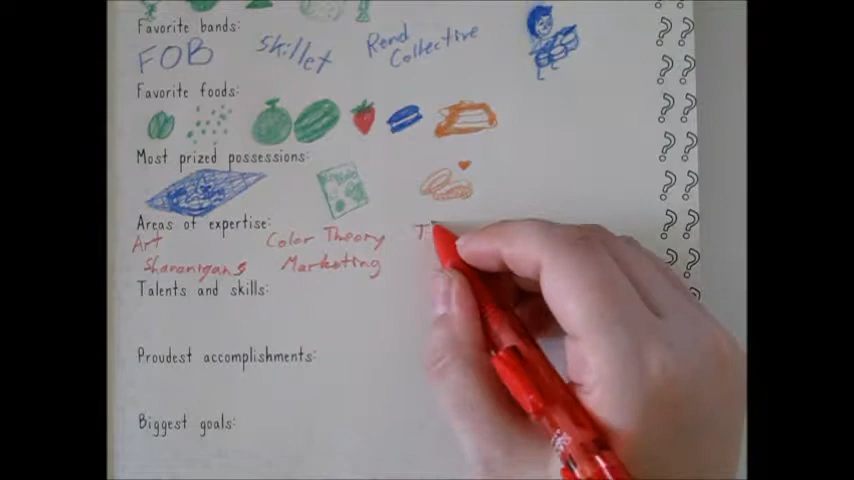 Favorite bands:
FOB Skillet Rend Collective
Favorite foods:
Most prized possessions:
Areas of expertise:
Art Color Theory T
Shanenigans Marketing
Talents and skills:
Proudest accomplishments:
Biggest goals: